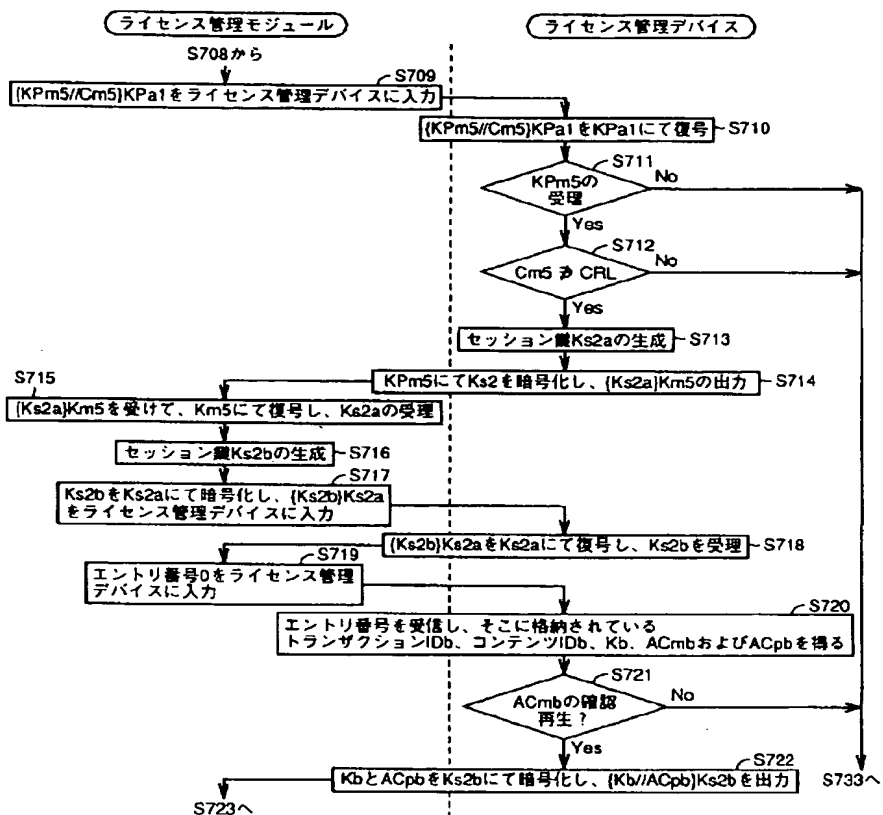 ライセンス管理モジュール
ライセンス管理デバイス
S708から
S709
{KPm5//Cm5}KPa1をライセンス管理デバイスに入力
{KPm5//Cm5}KPa1をKPa1にて復号
S710
S711
KPm5の
受理
No
Yes
S712
Cm5 ∌ CRL
No
Yes
セッション鍵Ks2aの生成
S713
KPm5にてKs2を暗号化し、{Ks2a}Km5の出力
S714
S715
{Ks2a}Km5を受けて、Km5にて復号し、Ks2aの受理
セッション鍵Ks2bの生成
S716
S717
Ks2bをKs2aにて暗号化し、{Ks2b}Ks2a
をライセンス管理デバイスに入力
{Ks2b}Ks2aをKs2aにて復号し、Ks2bを受理
S718
S719
エントリ番号0をライセンス管理
デバイスに入力
S720
エントリ番号を受信し、そこに格納されている
トランザクションIDb、コンテンツIDb、Kb、ACmbおよびACpbを得る
S721
ACmbの確認
再生?
No
Yes
S722
KbとACpbをKs2bにて暗号化し、{Kb//ACpb}Ks2bを出力
S723へ
S733へ